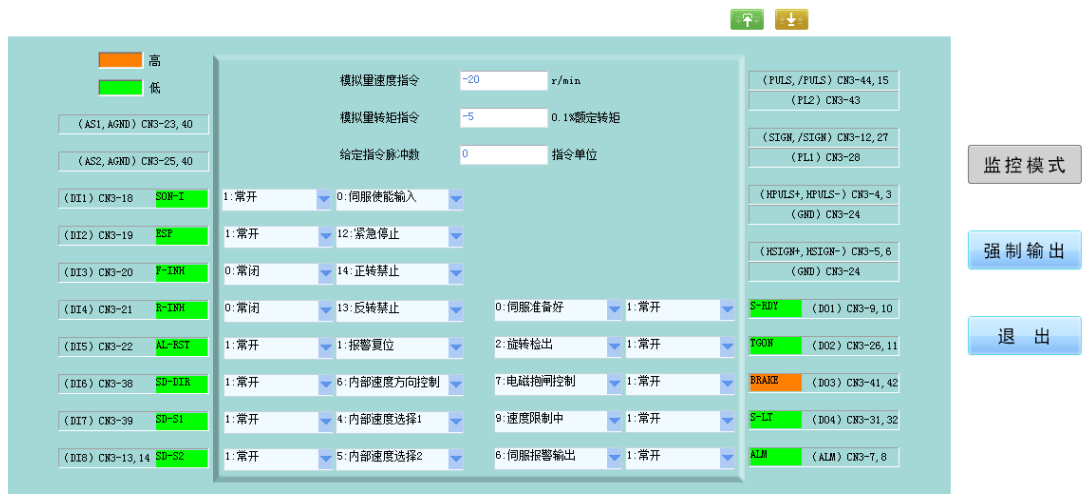 高
低
模拟量速度指令 -20 r/min
(PULS,/PULS) CN3-44,15
(PL2) CN3-43
(AS1,AGND) CN3-23,40
模拟量转矩指令 -5 0.1%额定转矩
(SIGN,/SIGN) CN3-12,27
(AS2,AGND) CN3-25,40
给定指令脉冲数 0 指令单位
(PL1) CN3-28
监控模式
(DI1) CN3-18 SON-I 1:常开 0:伺服使能输入
(HPULS+,HPULS-) CN3-4,3
(GND) CN3-24
(DI2) CN3-19 ESP 1:常开 12:紧急停止
(HSIGN+,HSIGN-) CN3-5,6
强制输出
(DI3) CN3-20 F-INH 0:常闭 14:正转禁止
(GND) CN3-24
(DI4) CN3-21 R-INH 0:常闭 13:反转禁止 0:伺服准备好 1:常开 S-RDY (DO1) CN3-9,10
退 出
(DI5) CN3-22 AL-RST 1:常开 1:报警复位 2:旋转检出 1:常开 TGON (DO2) CN3-26,11
(DI6) CN3-38 SD-DIR 1:常开 6:内部速度方向控制 7:电磁抱闸控制 1:常开 BRAKE (DO3) CN3-41,42
(DI7) CN3-39 SD-S1 1:常开 4:内部速度选择1 9:速度限制中 1:常开 S-LT (DO4) CN3-31,32
(DI8) CN3-13,14 SD-S2 1:常开 5:内部速度选择2 6:伺服报警输出 1:常开 ALM (ALM) CN3-7,8